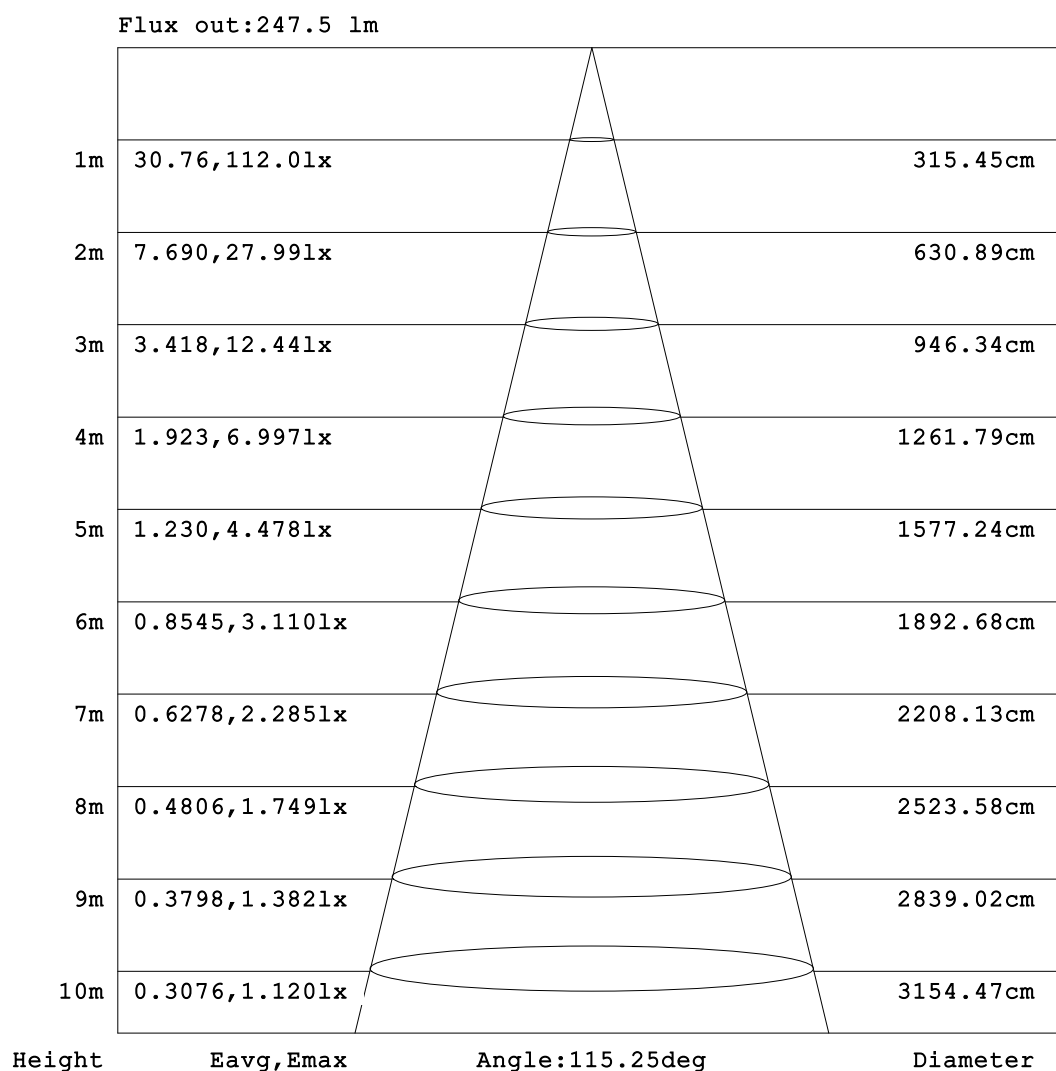 Flux out:247.5 lm
1m 30.76,112.0lx 315.45cm
2m 7.690,27.99lx 630.89cm
3m 3.418,12.44lx 946.34cm
4m 1.923,6.997lx 1261.79cm
5m 1.230,4.478lx 1577.24cm
6m 0.8545,3.110lx 1892.68cm
7m 0.6278,2.285lx 2208.13cm
8m 0.4806,1.749lx 2523.58cm
9m 0.3798,1.382lx 2839.02cm
10m 0.3076,1.120lx 3154.47cm
Height Eavg,Emax Angle:115.25deg Diameter